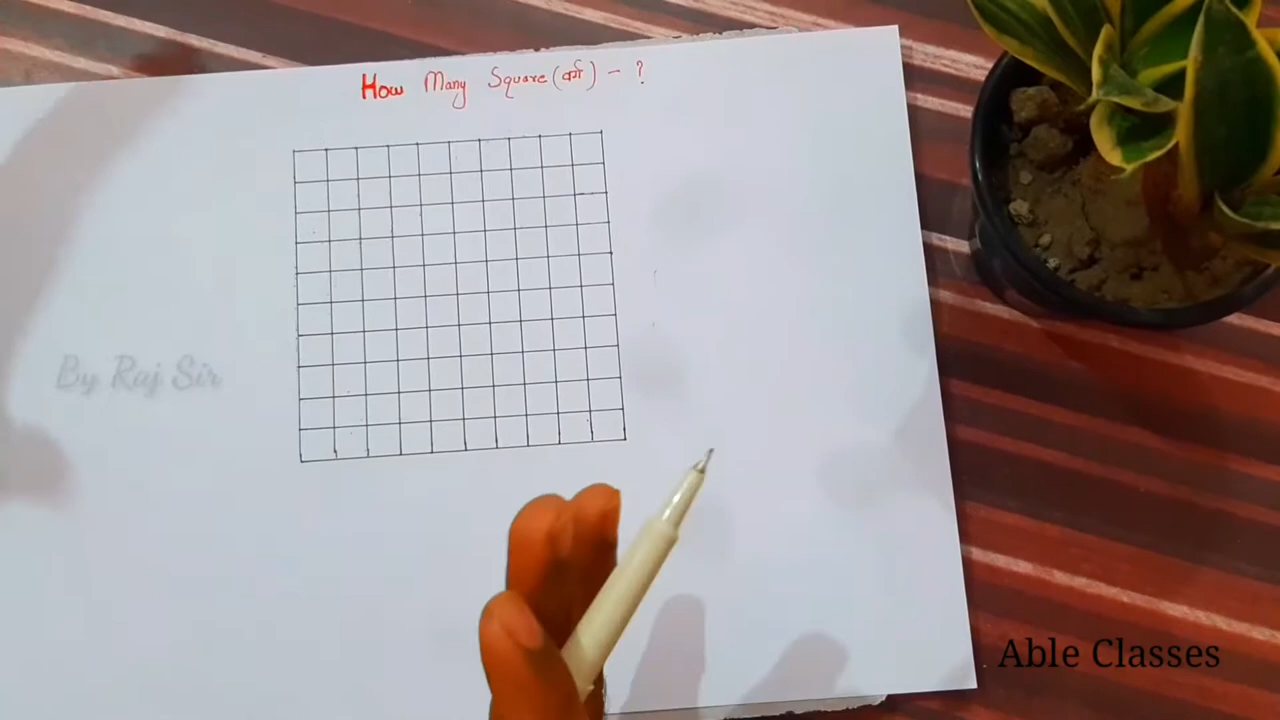 How Many Square (वर्ग) - ?
By Raj Sir
Able Classes